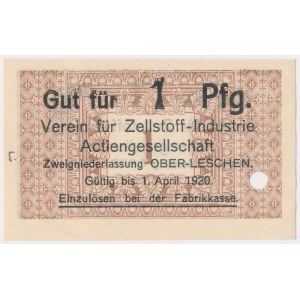 Gut für 1 Pfg.
Verein für Zellstoff-Industrie
Actiengesellschaft
Zweigniederlassung OBER-LESCHEN.
Gültig bis 1. April 1920.
Einzulösen bei der Fabrikkasse.